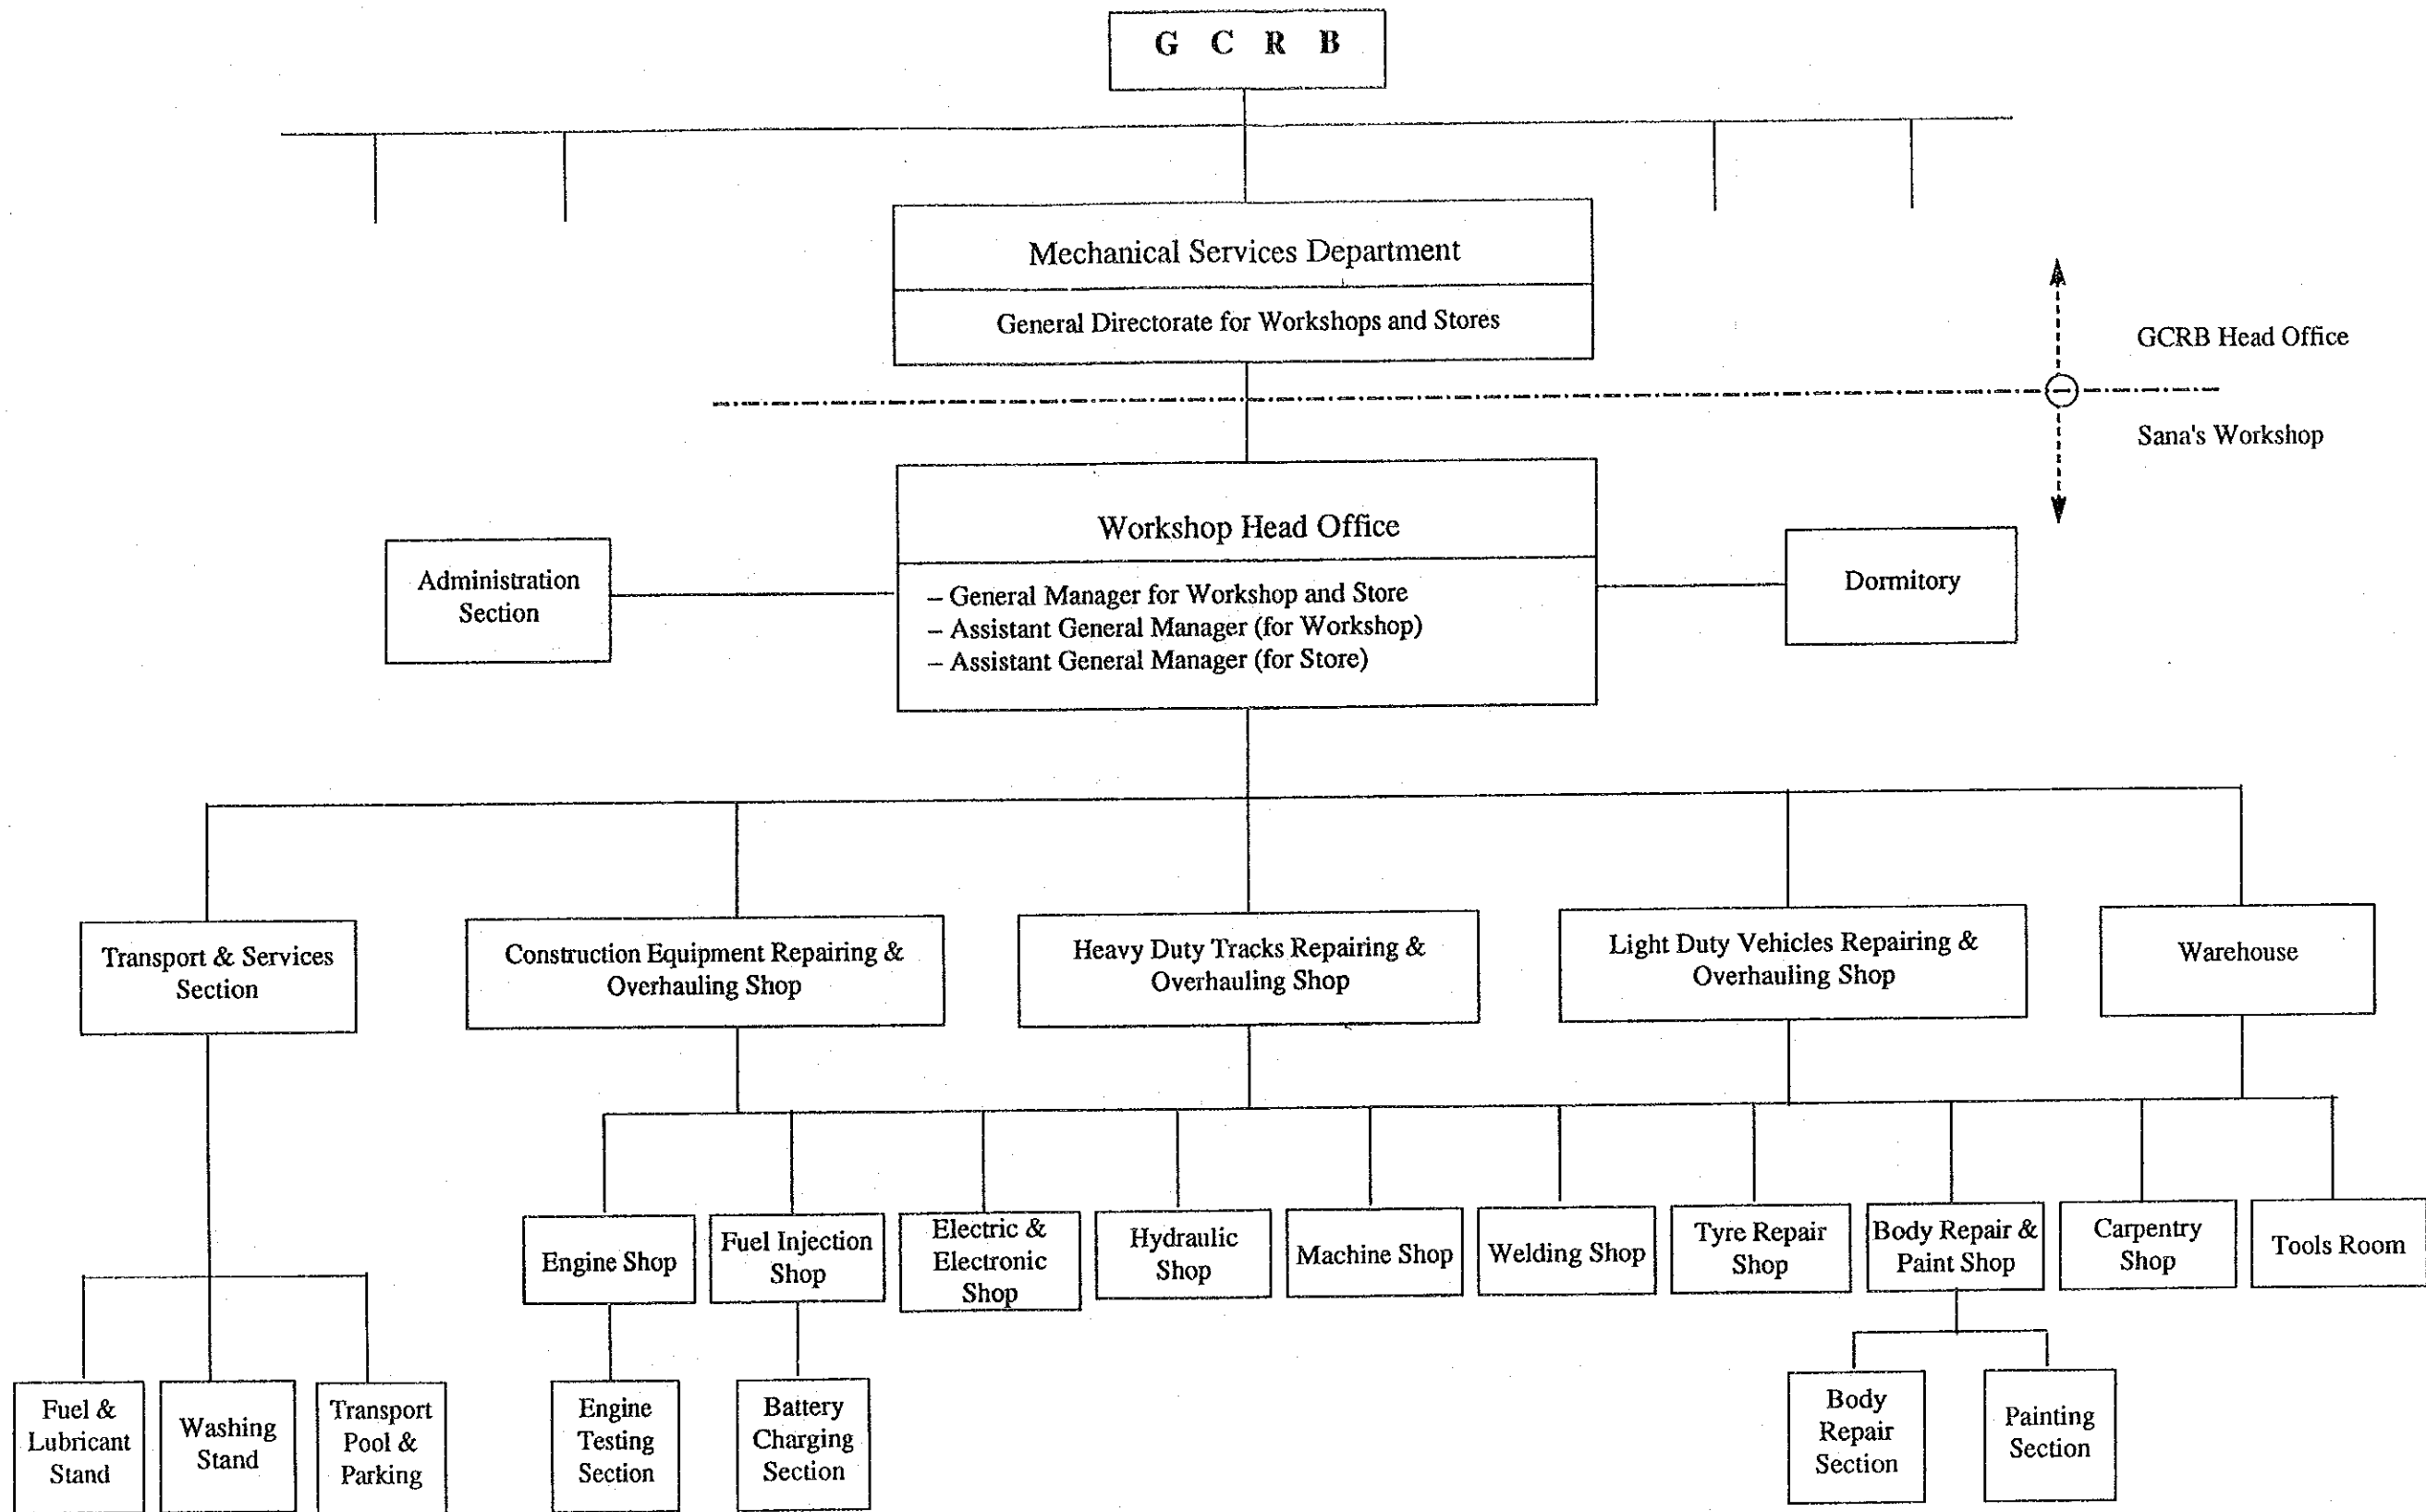 G C R B
Mechanical Services Department
General Directorate for Workshops and Stores
GCRB Head Office
Sana's Workshop
Workshop Head Office
– General Manager for Workshop and Store
– Assistant General Manager (for Workshop)
– Assistant General Manager (for Store)
Administration
Section
Dormitory
Transport & Services
Section
Construction Equipment Repairing &
Overhauling Shop
Heavy Duty Tracks Repairing &
Overhauling Shop
Light Duty Vehicles Repairing &
Overhauling Shop
Warehouse
Engine Shop
Fuel Injection
Shop
Electric &
Electronic
Shop
Hydraulic
Shop
Machine Shop
Welding Shop
Tyre Repair
Shop
Body Repair &
Paint Shop
Carpentry
Shop
Tools Room
Fuel &
Lubricant
Stand
Washing
Stand
Transport
Pool &
Parking
Engine
Testing
Section
Battery
Charging
Section
Body
Repair
Section
Painting
Section